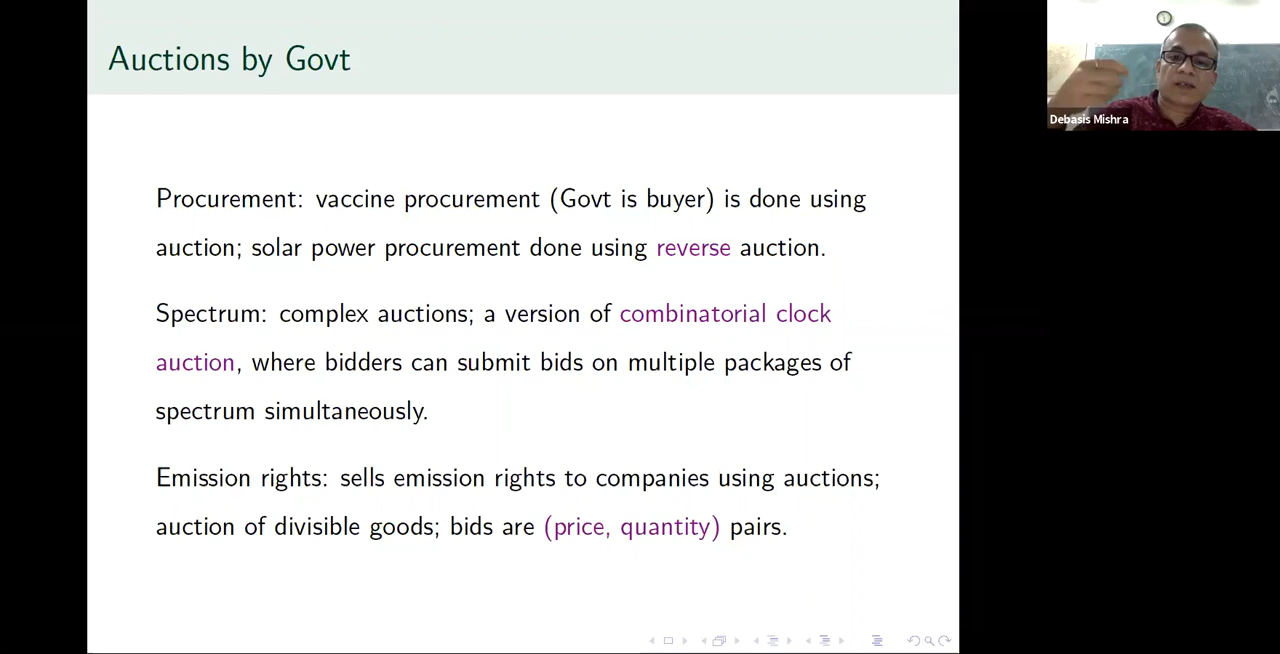 Auctions by Govt
Procurement: vaccine procurement (Govt is buyer) is done using
auction; solar power procurement done using reverse auction.
Spectrum: complex auctions; a version of combinatorial clock
auction, where bidders can submit bids on multiple packages of
spectrum simultaneously.
Emission rights: sells emission rights to companies using auctions;
auction of divisible goods; bids are (price, quantity) pairs.
Debasis Mishra